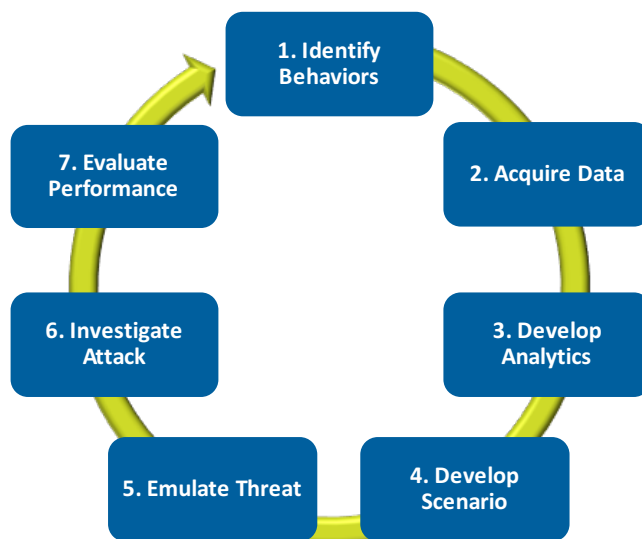 1. Identify
Behaviors
2. Acquire Data
3. Develop
Analytics
4. Develop
Scenario
5. Emulate Threat
6. Investigate
Attack
7. Evaluate
Performance